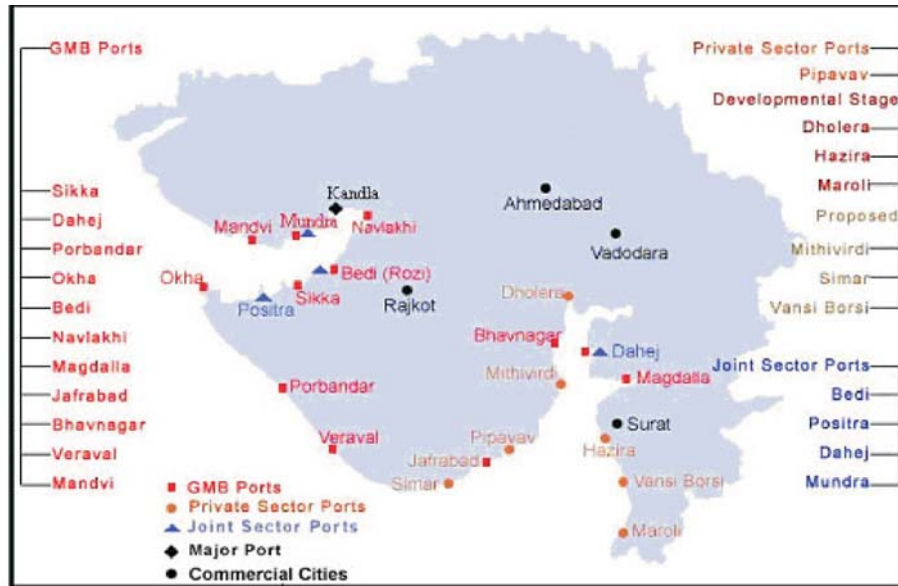 GMB Ports
Sikka
Dahej
Porbandar
Okha
Bedi
Navlakhi
Magdalla
Jafrabad
Bhavnagar
Veraval
Mandvi
Kandla
Mandvi
Mundra
Navlakhi
Ahmedabad
Vadodara
Okha
Bedi (Rozi)
Positra
Sikka
Rajkot
Dholera
Bhavnagar
Dahej
Mithivirdi
Magdalla
Porbandar
Surat
Veraval
Pipavav
Hazira
Jafrabad
Simar
Vansi Borsi
Maroli
GMB Ports
Private Sector Ports
Joint Sector Ports
Major Port
Commercial Cities
Private Sector Ports
Pipavav
Developmental Stage
Dholera
Hazira
Maroli
Proposed
Mithivirdi
Simar
Vansi Borsi
Joint Sector Ports
Bedi
Positra
Dahej
Mundra